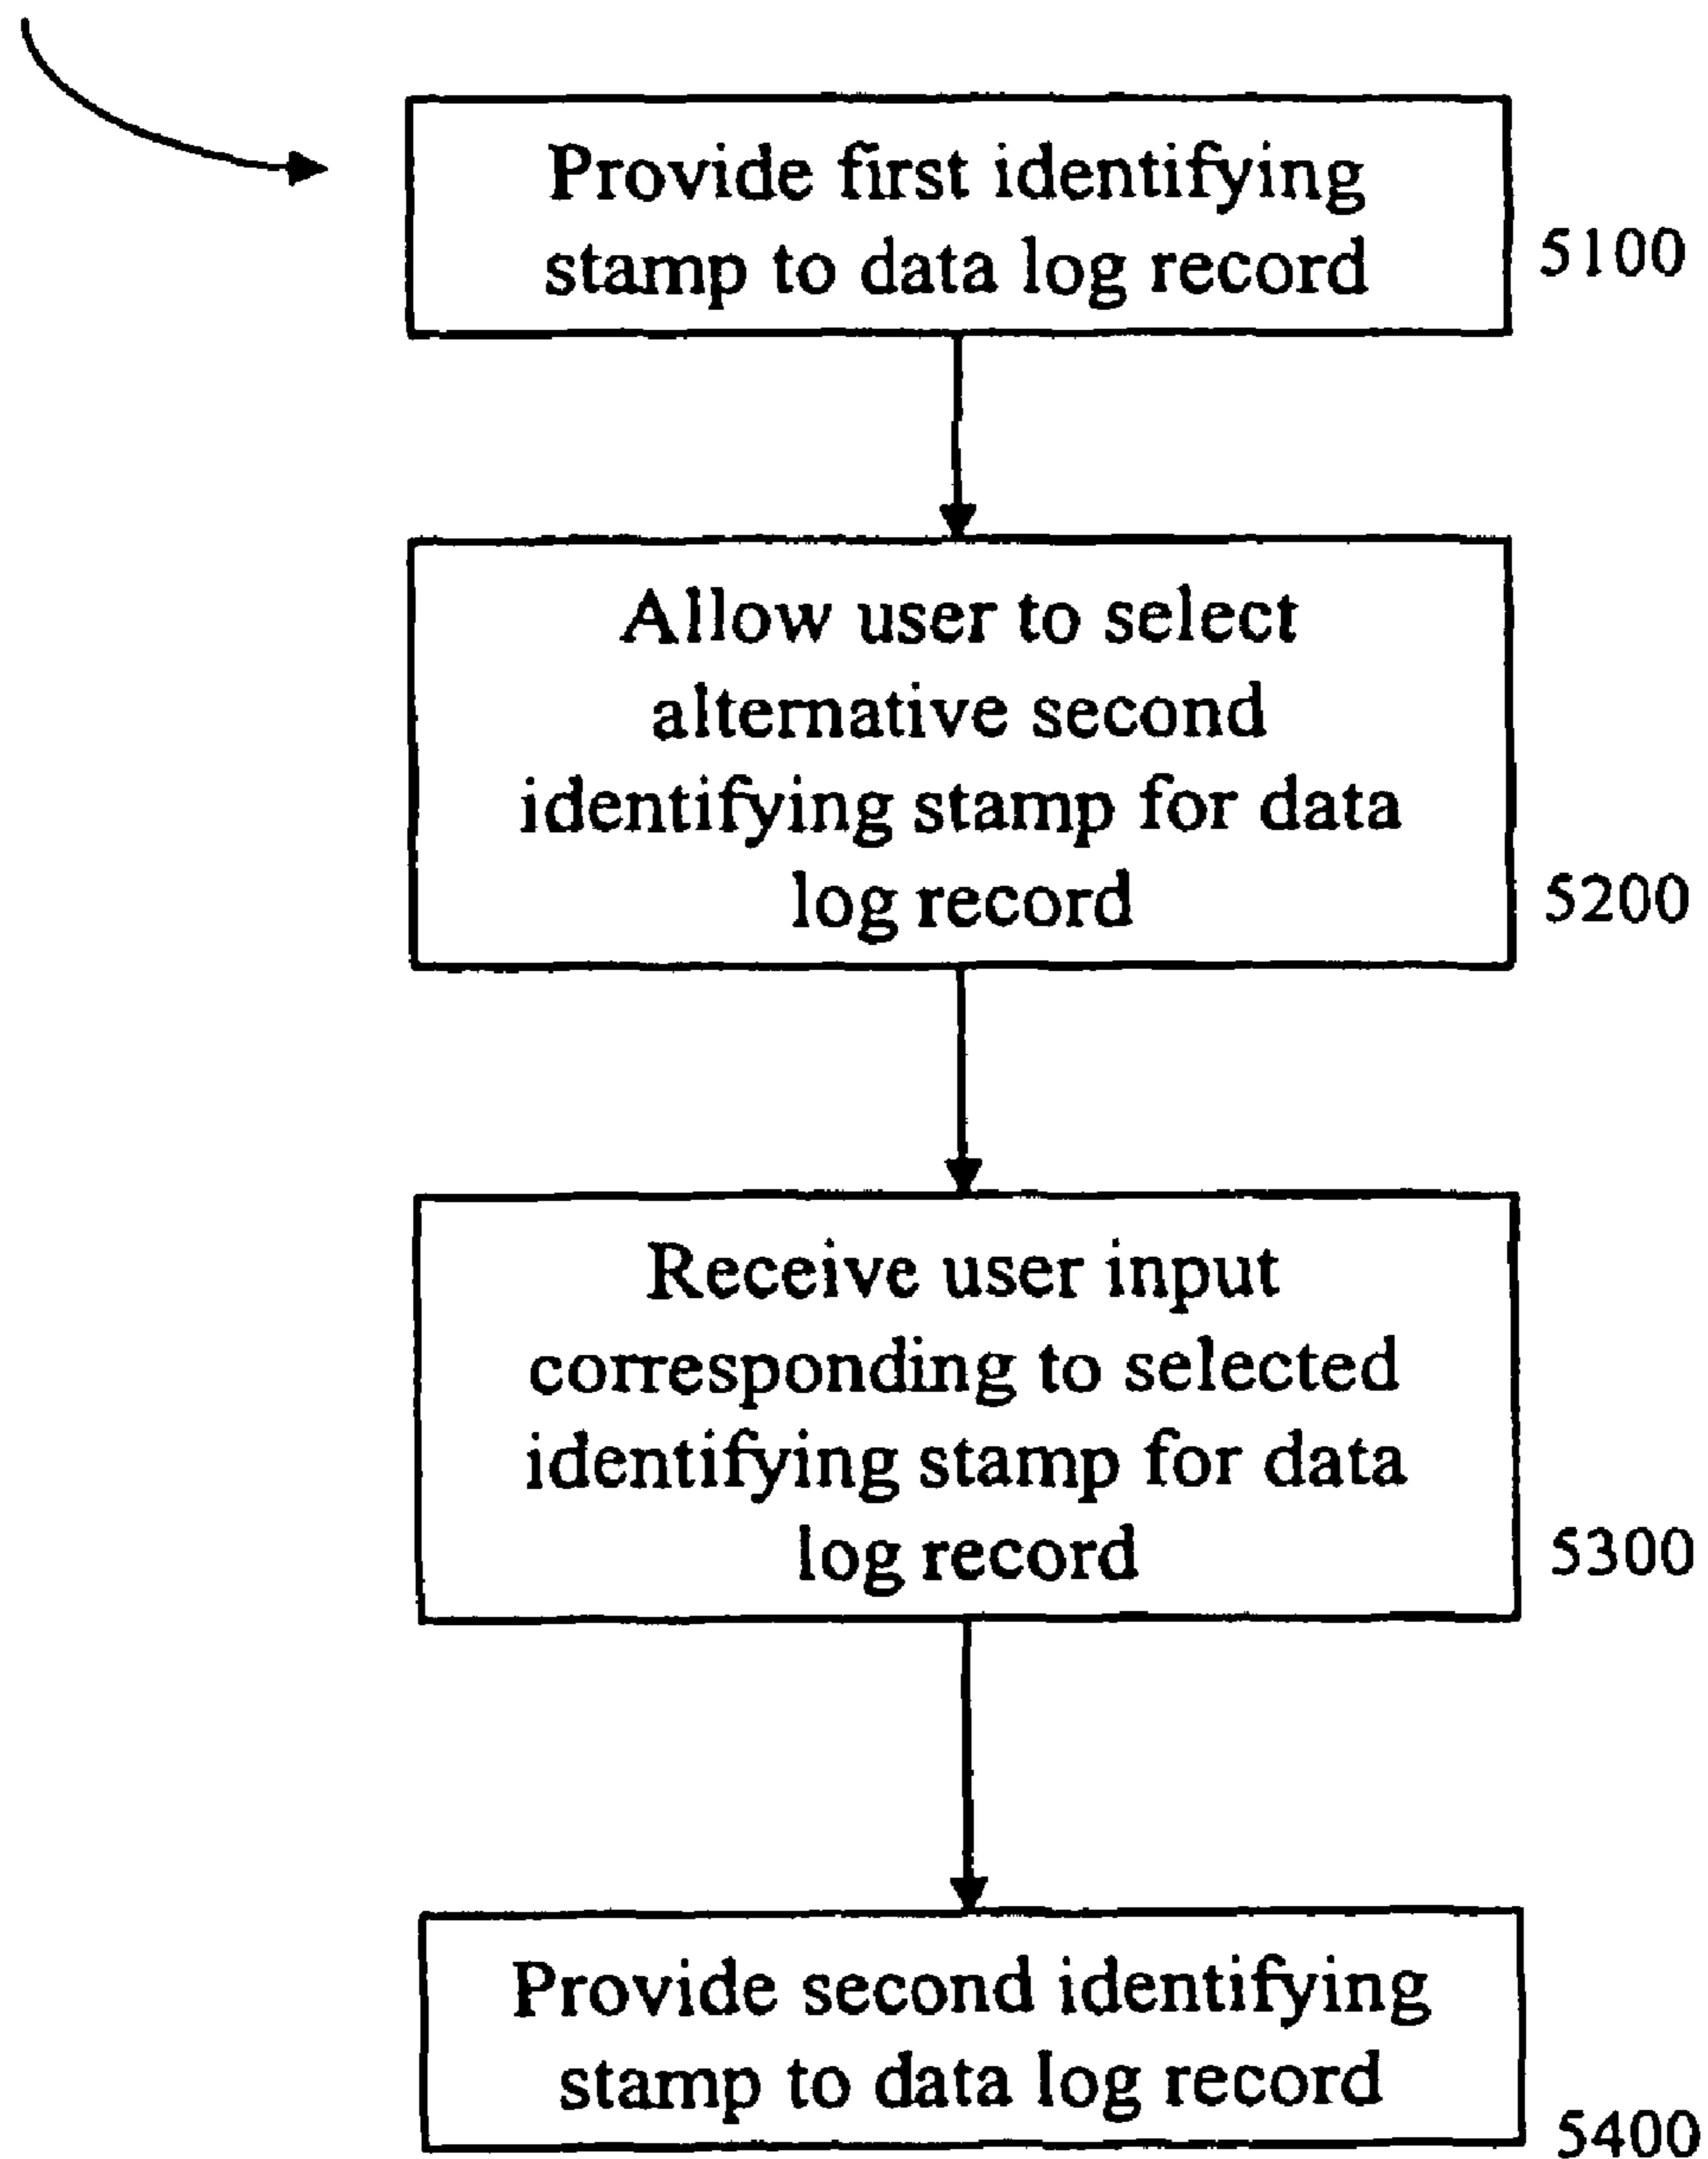 Provide first identifying
stamp to data log record
5100
Allow user to select
alternative second
identifying stamp for data
log record
5200
Receive user input
corresponding to selected
identifying stamp for data
log record
5300
Provide second identifying
stamp to data log record
5400